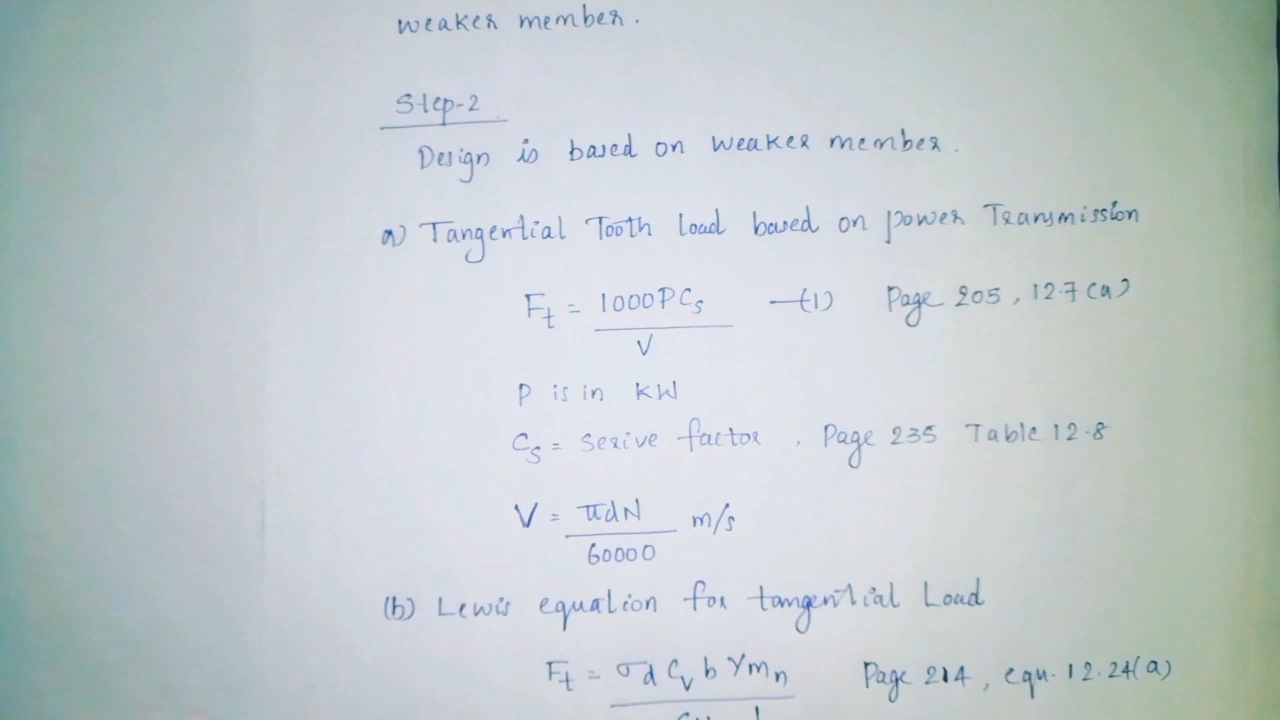 weaker member.
Step-2
Design is based on weaker member.
a) Tangential Tooth load based on power Transmission
Ft = 1000PCs / V —(1) Page 205, 12.7(a)
P is in KW
Cs = Serive factor, Page 235 Table 12.8
V = πdN / 60000 m/s
(b) Lewis equation for tangential Load
Ft = σd Cv b Y mn Page 214, equ. 12.24(a)